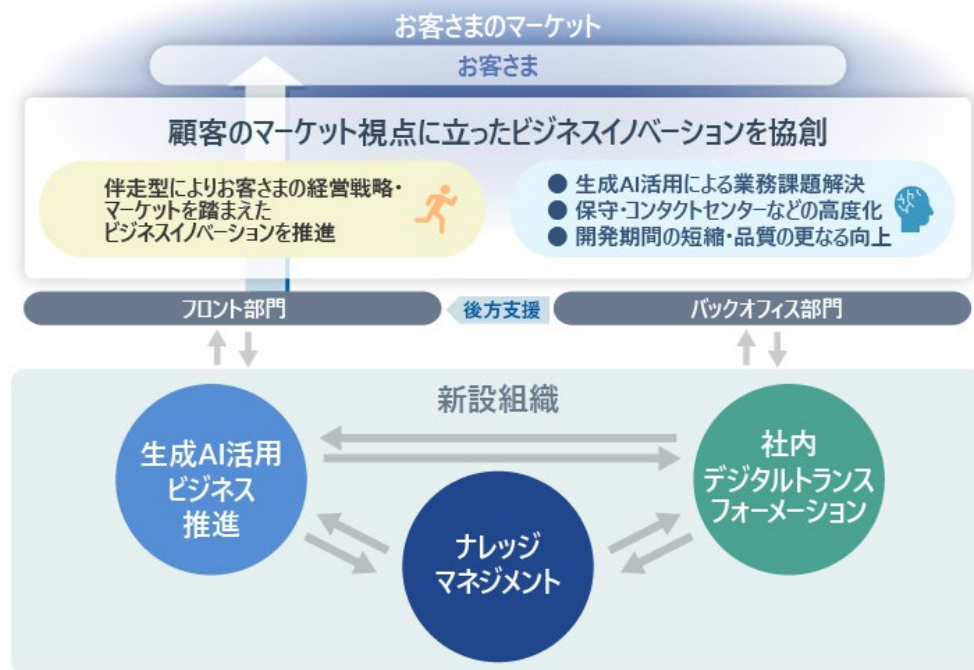 お客さまのマーケット
お客さま
顧客のマーケット視点に立ったビジネスイノベーションを協創
伴走型によりお客さまの経営戦略・
マーケットを踏まえた
ビジネスイノベーションを推進
● 生成AI活用による業務課題解決
● 保守・コンタクトセンターなどの高度化
● 開発期間の短縮・品質の更なる向上
フロント部門
後方支援
バックオフィス部門
新設組織
生成AI活用
ビジネス
推進
ナレッジ
マネジメント
社内
デジタルトランス
フォーメーション